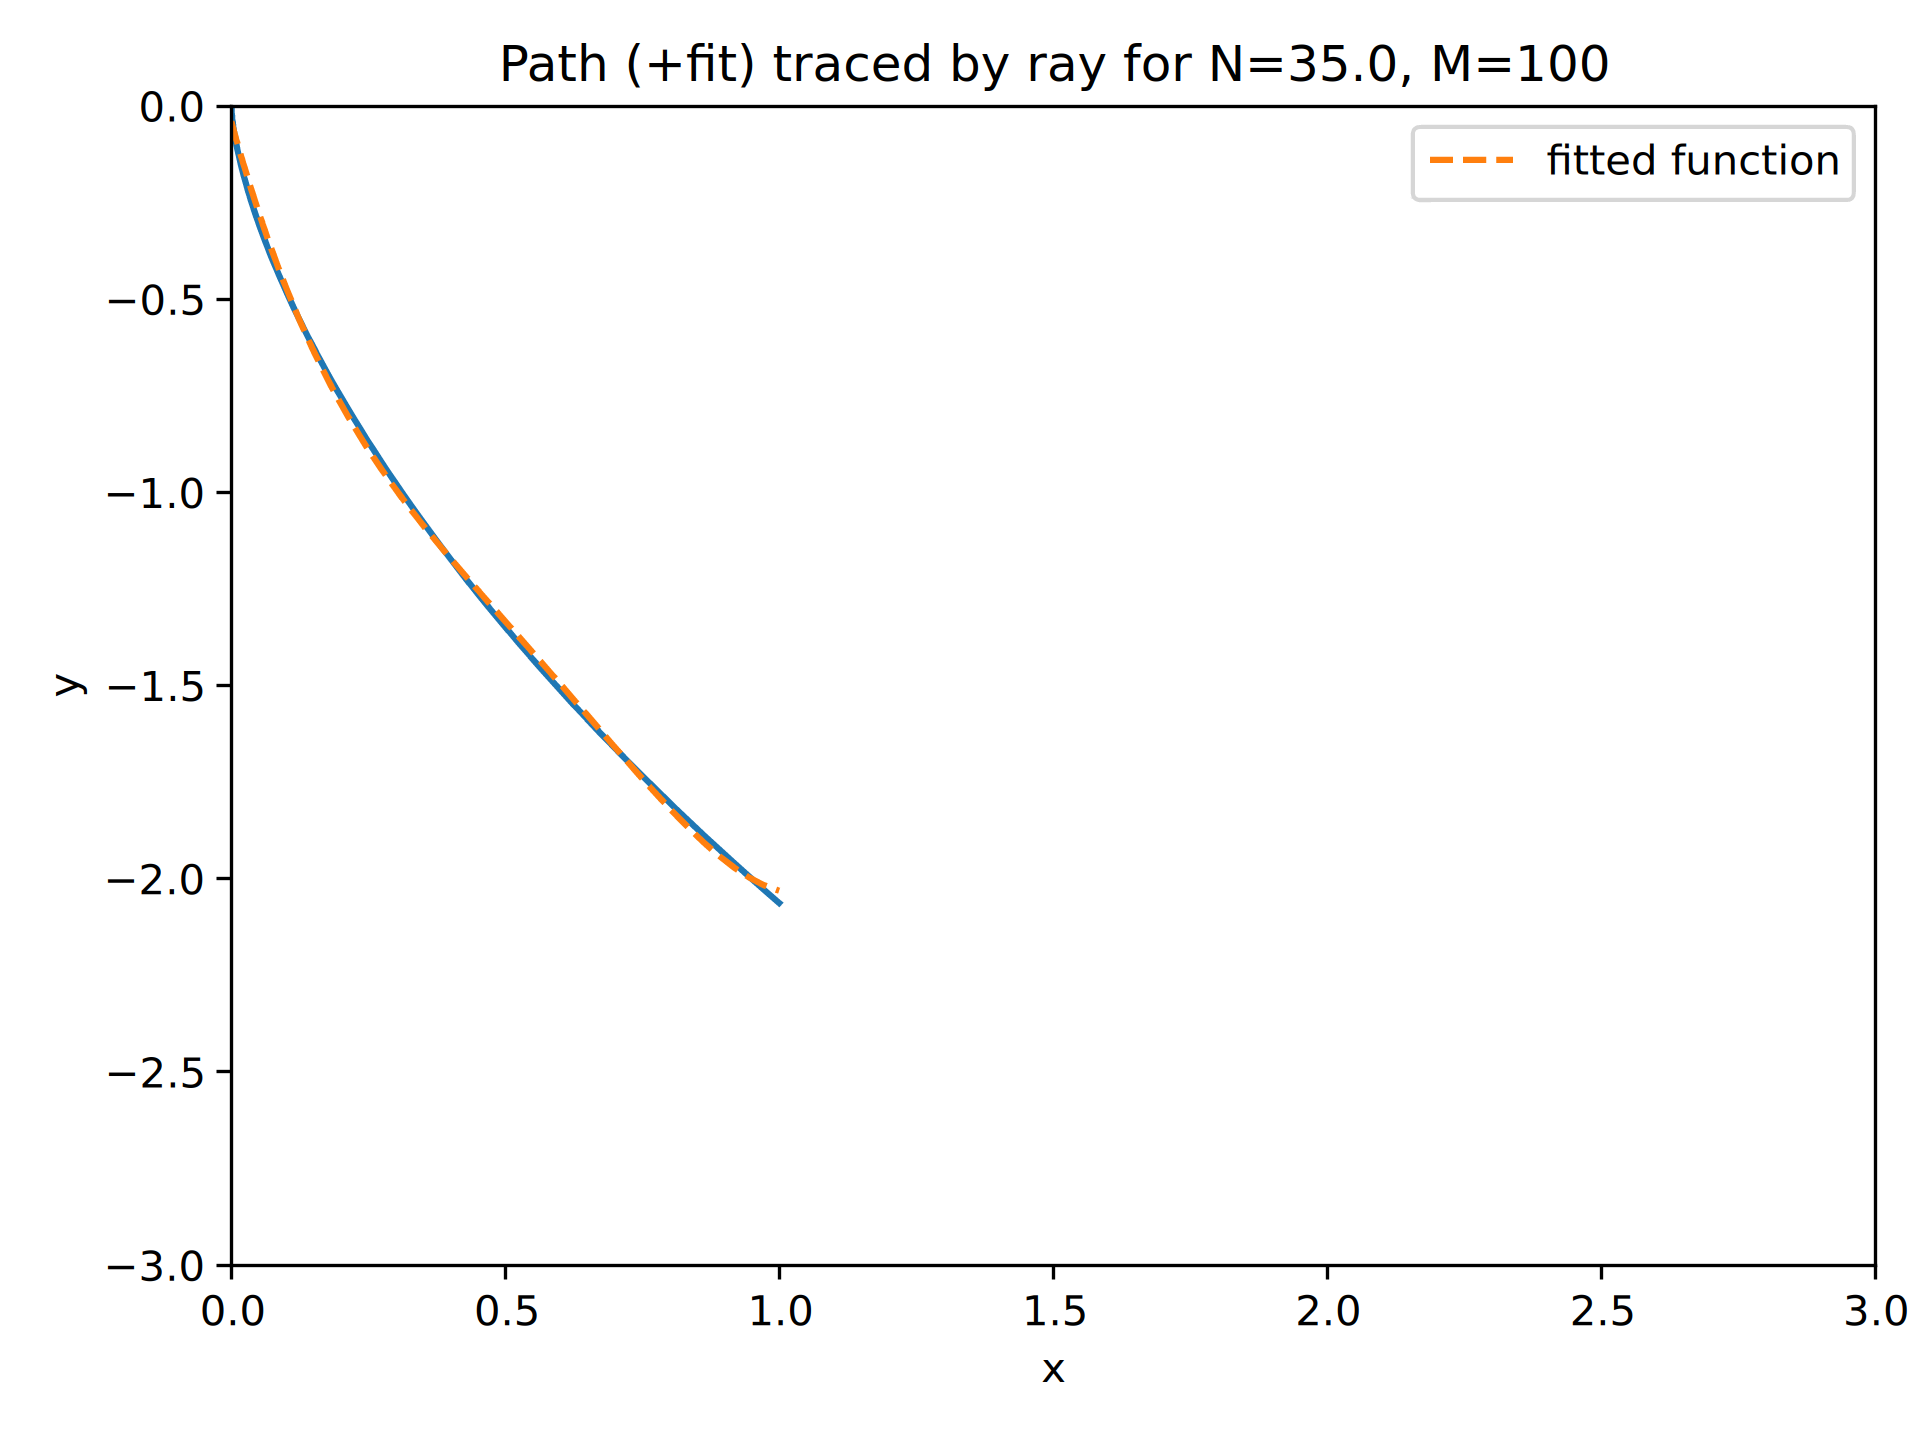 Path (+fit) traced by ray for N=35.0, M=100
fitted function
0.0
−0.5
−1.0
−1.5
−2.0
−2.5
−3.0
y
0.0 0.5 1.0 1.5 2.0 2.5 3.0
x